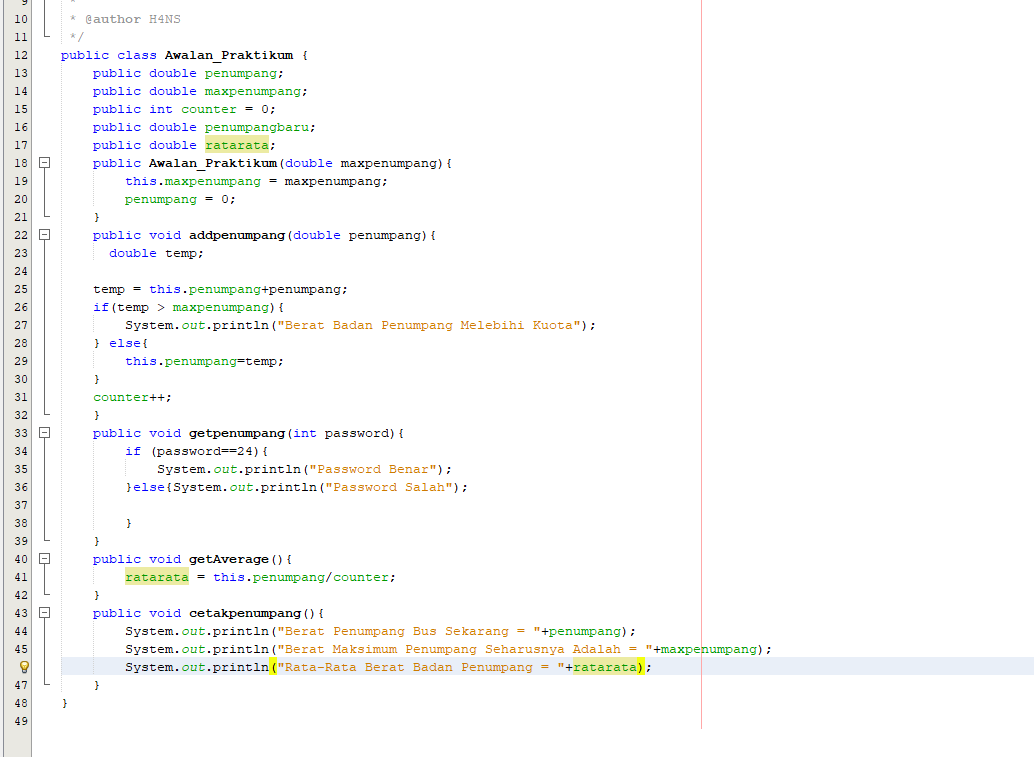 9 *
10 * @author H4NS
11 */
12 public class Awalan_Praktikum {
13 public double penumpang;
14 public double maxpenumpang;
15 public int counter = 0;
16 public double penumpangbaru;
17 public double ratarata;
18 public Awalan_Praktikum(double maxpenumpang){
19 this.maxpenumpang = maxpenumpang;
20 penumpang = 0;
21 }
22 public void addpenumpang(double penumpang){
23 double temp;
24
25 temp = this.penumpang+penumpang;
26 if(temp > maxpenumpang){
27 System.out.println("Berat Badan Penumpang Melebihi Kuota");
28 } else{
29 this.penumpang=temp;
30 }
31 counter++;
32 }
33 public void getpenumpang(int password){
34 if (password==24){
35 System.out.println("Password Benar");
36 }else{System.out.println("Password Salah");
37
38 }
39 }
40 public void getAverage(){
41 ratarata = this.penumpang/counter;
42 }
43 public void cetakpenumpang(){
44 System.out.println("Berat Penumpang Bus Sekarang = "+penumpang);
45 System.out.println("Berat Maksimum Penumpang Seharusnya Adalah = "+maxpenumpang);
System.out.println("Rata-Rata Berat Badan Penumpang = "+ratarata);
47 }
48 }
49